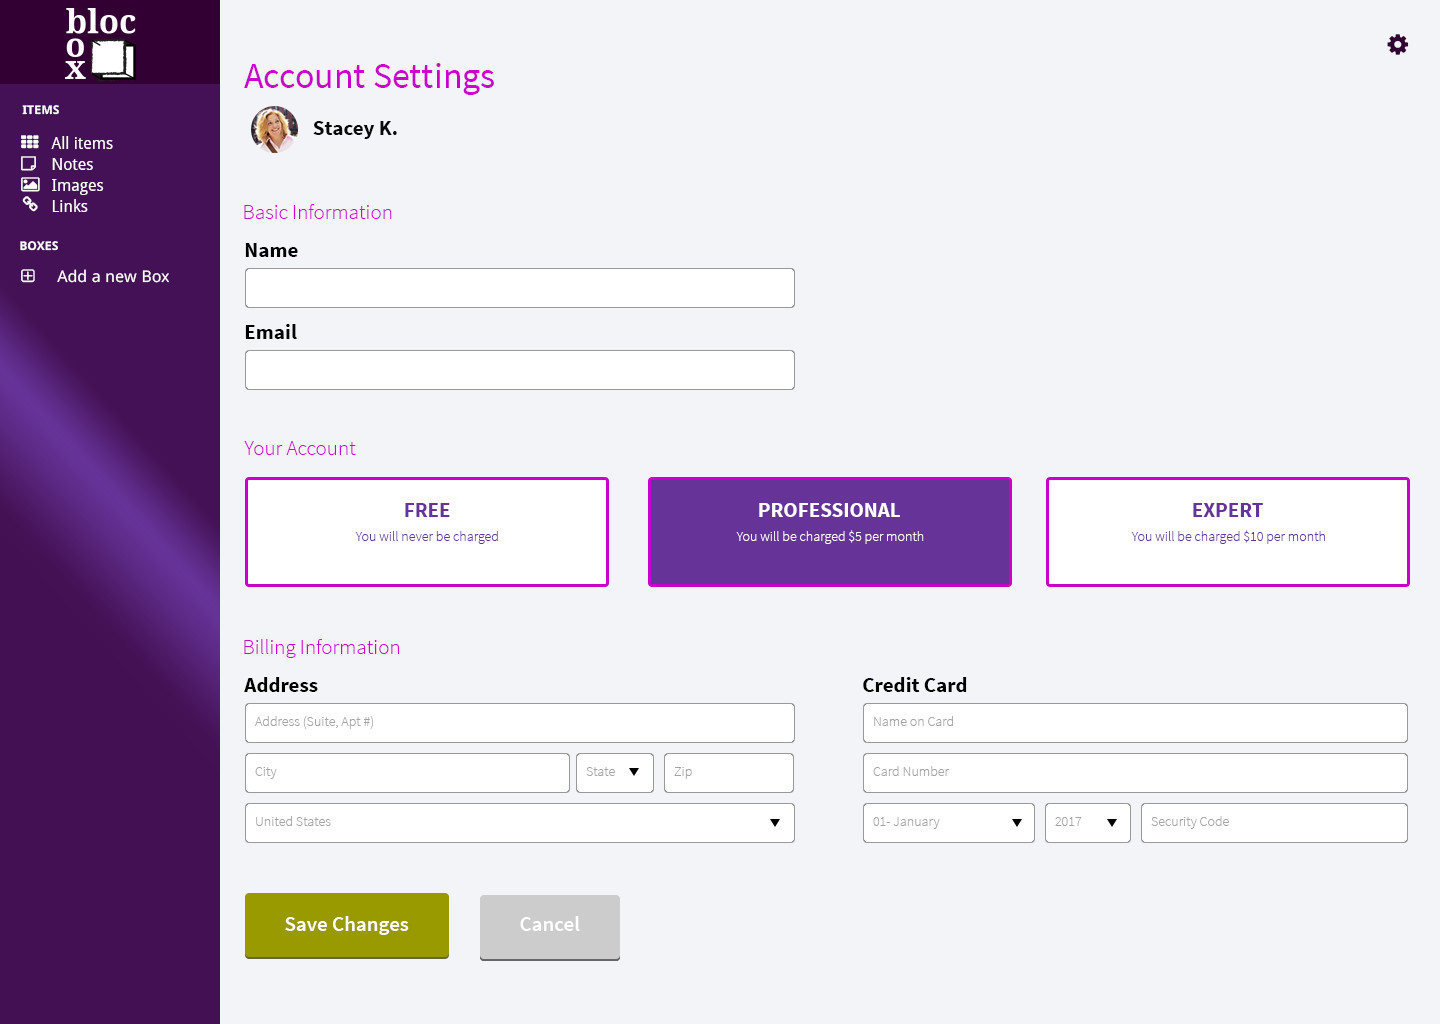 bloc
o
x
ITEMS
All items
Notes
Images
Links
BOXES
Add a new Box
Account Settings
Stacey K.
Basic Information
Name
Email
Your Account
FREE
You will never be charged
PROFESSIONAL
You will be charged $5 per month
EXPERT
You will be charged $10 per month
Billing Information
Address
Address (Suite, Apt #)
City
State
Zip
United States
Credit Card
Name on Card
Card Number
01- January
2017
Security Code
Save Changes
Cancel